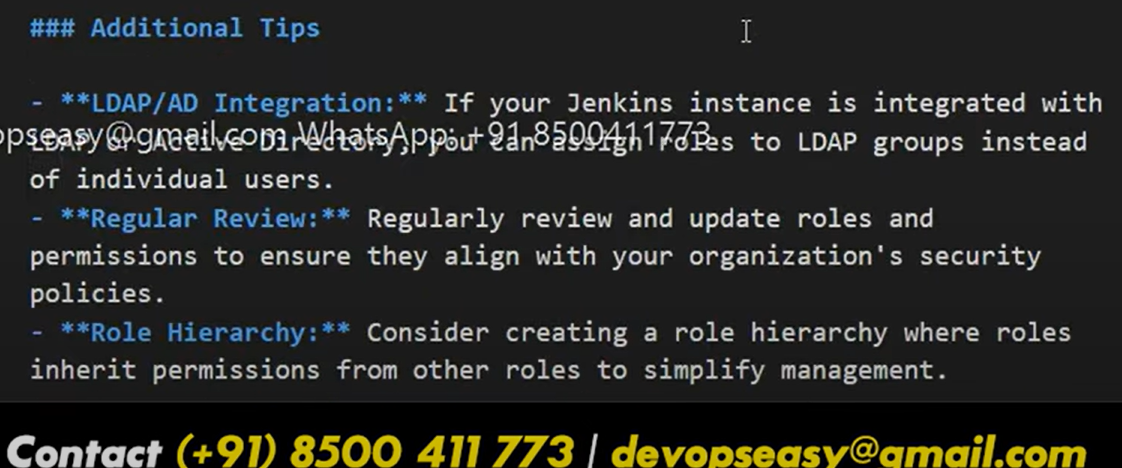 ### Additional Tips
- **LDAP/AD Integration:** If your Jenkins instance is integrated with
opseasy@gmail.com WhatsApp: +91 8500411773
LDAP or Active Directory, you can assign roles to LDAP groups instead
of individual users.
- **Regular Review:** Regularly review and update roles and
permissions to ensure they align with your organization's security
policies.
- **Role Hierarchy:** Consider creating a role hierarchy where roles
inherit permissions from other roles to simplify management.
Contact (+91) 8500 411 773 | devopseasy@gmail.com